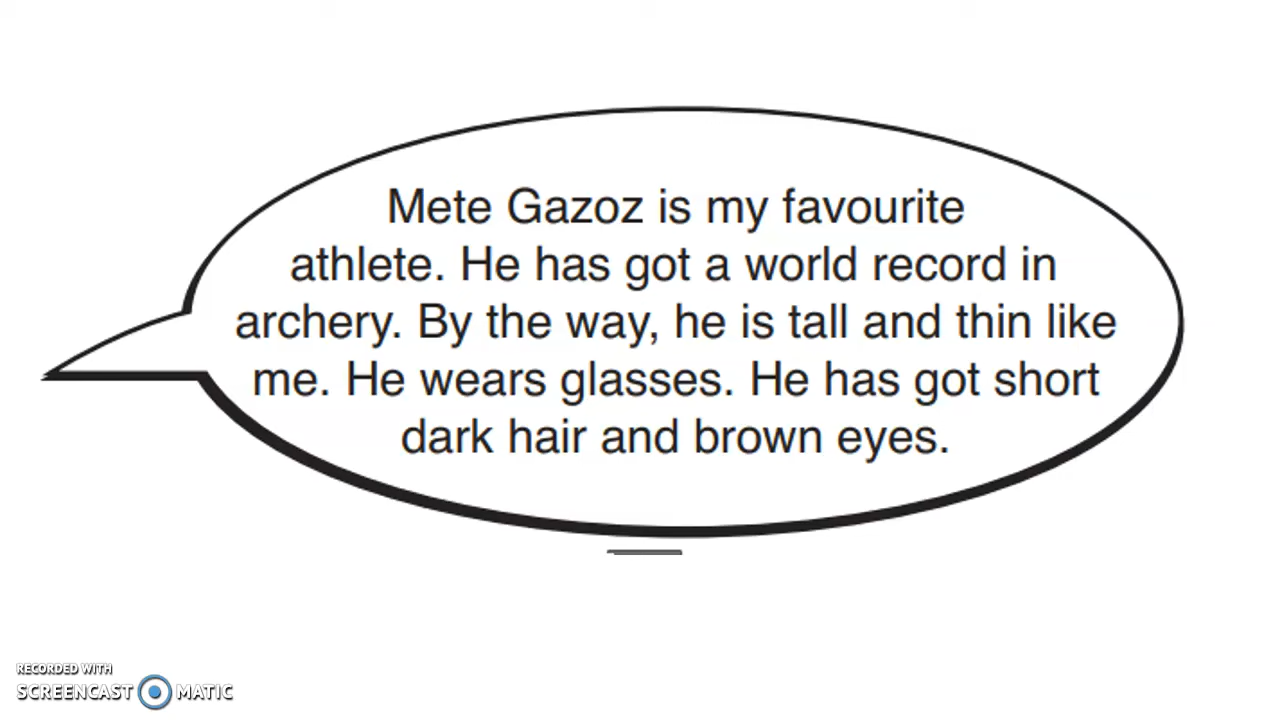 Mete Gazoz is my favourite
athlete. He has got a world record in
archery. By the way, he is tall and thin like
me. He wears glasses. He has got short
dark hair and brown eyes.
RECORDED WITH
SCREENCAST MATIC